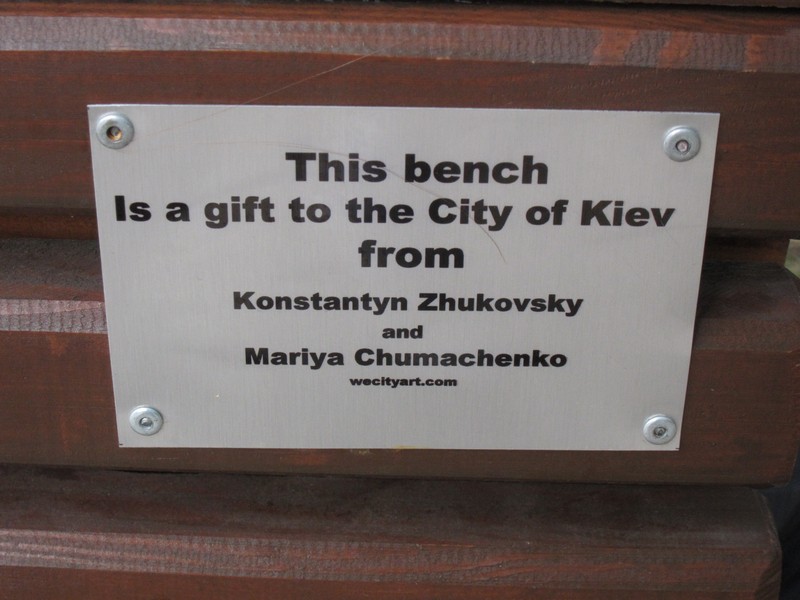 This bench
Is a gift to the City of Kiev
from
Konstantyn Zhukovsky
and
Mariya Chumachenko
wecityart.com